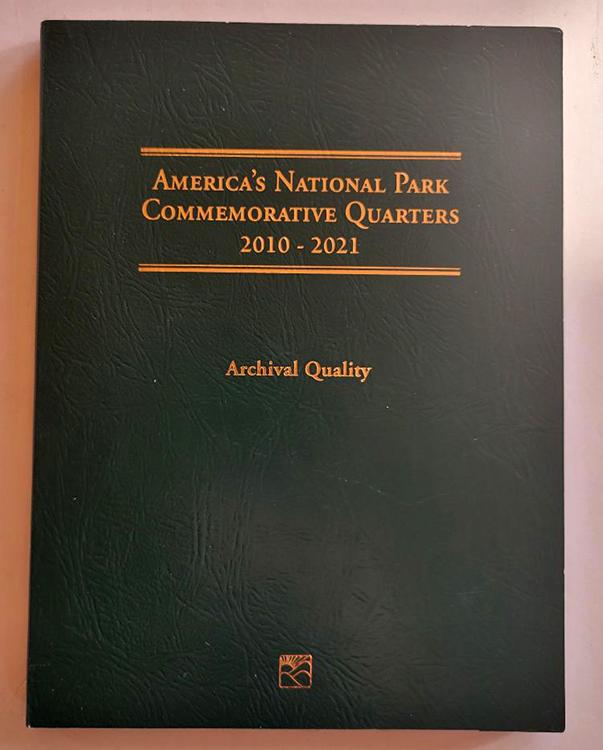 America's National Park
Commemorative Quarters
2010 - 2021
Archival Quality